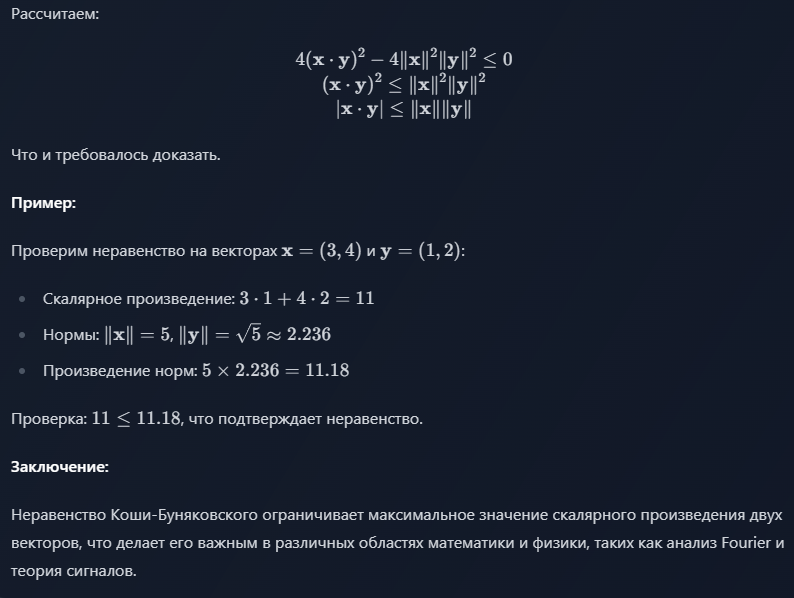 Рассчитаем:
4(x · y)² − 4‖x‖²‖y‖² ≤ 0
(x · y)² ≤ ‖x‖²‖y‖²
|x · y| ≤ ‖x‖‖y‖
Что и требовалось доказать.
Пример:
Проверим неравенство на векторах x = (3, 4) и y = (1, 2):
• Скалярное произведение: 3 · 1 + 4 · 2 = 11
• Нормы: ‖x‖ = 5, ‖y‖ = √5 ≈ 2.236
• Произведение норм: 5 × 2.236 = 11.18
Проверка: 11 ≤ 11.18, что подтверждает неравенство.
Заключение:
Неравенство Коши-Буняковского ограничивает максимальное значение скалярного произведения двух
векторов, что делает его важным в различных областях математики и физики, таких как анализ Fourier и
теория сигналов.